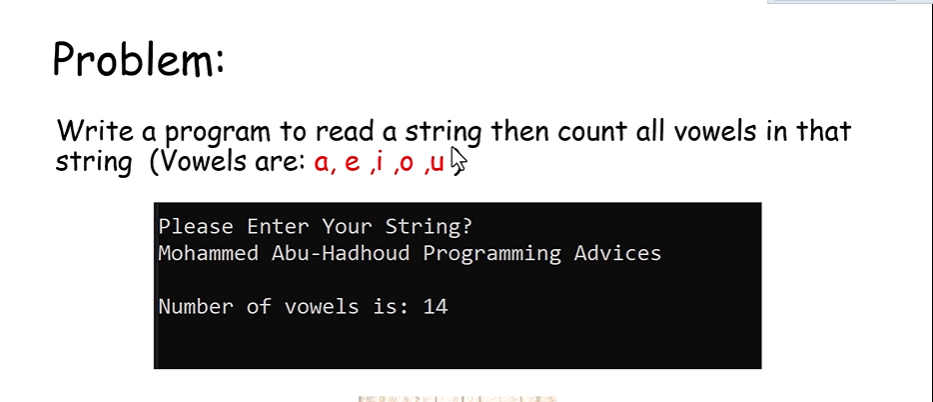 Problem:
Write a program to read a string then count all vowels in that
string (Vowels are: a, e ,i ,o ,u)
Please Enter Your String?
Mohammed Abu-Hadhoud Programming Advices
Number of vowels is: 14